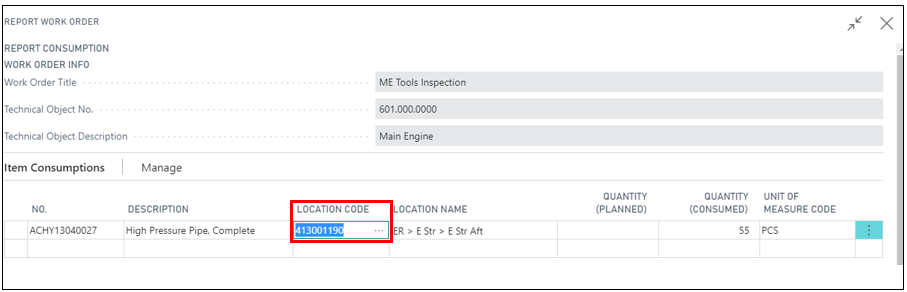 REPORT WORK ORDER
REPORT CONSUMPTION
WORK ORDER INFO
Work Order Title ME Tools Inspection
Technical Object No. 601.000.0000
Technical Object Description Main Engine
Item Consumptions Manage
NO. DESCRIPTION LOCATION CODE LOCATION NAME QUANTITY (PLANNED) QUANTITY (CONSUMED) UNIT OF MEASURE CODE
ACHY13040027 High Pressure Pipe, Complete 413001190 ... ER > E Str > E Str Aft 55 PCS